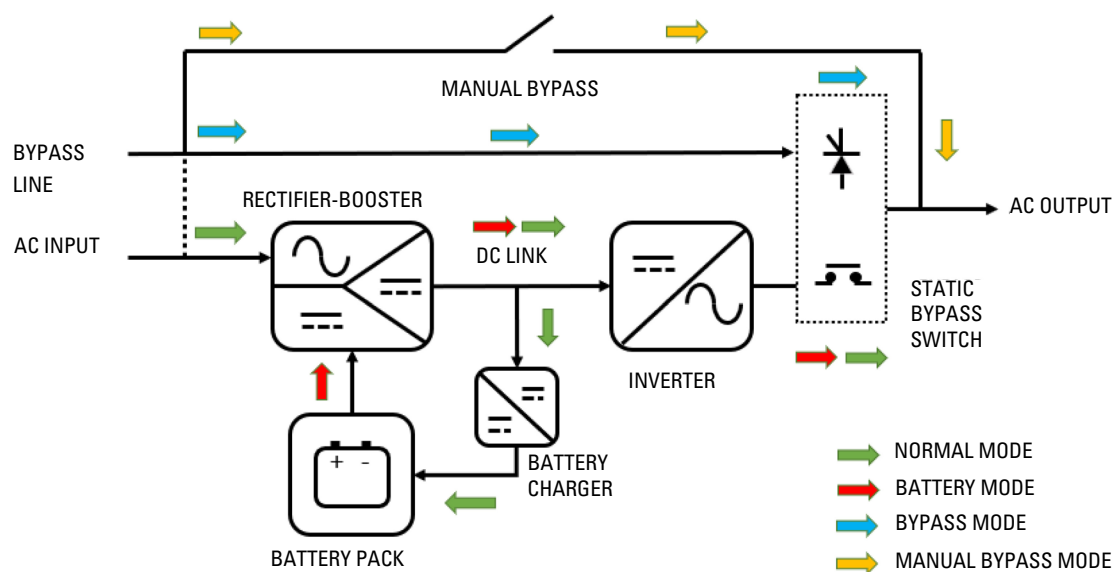 MANUAL BYPASS
BYPASS
LINE
RECTIFIER-BOOSTER
AC INPUT
DC LINK
AC OUTPUT
STATIC
BYPASS
SWITCH
INVERTER
+ -
BATTERY
CHARGER
BATTERY PACK
NORMAL MODE
BATTERY MODE
BYPASS MODE
MANUAL BYPASS MODE